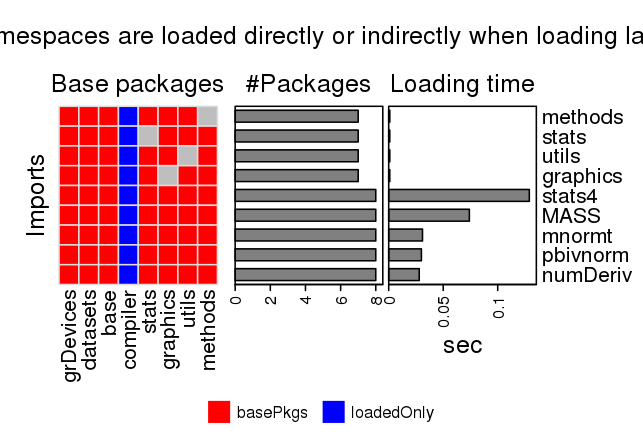 mespaces are loaded directly or indirectly when loading la
Base packages
#Packages
Loading time
Imports
methods
stats
utils
graphics
stats4
MASS
mnormt
pbivnorm
numDeriv
grDevices
datasets
base
compiler
stats
graphics
utils
methods
0 2 4 6 8
0 0.05 0.1
sec
basePkgs
loadedOnly